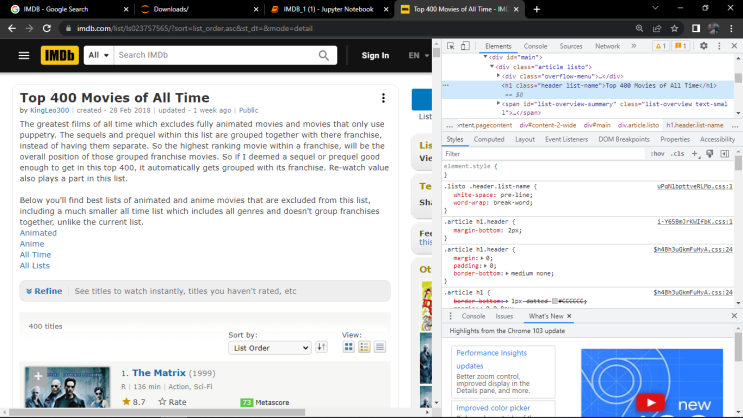 IMDB - Google Search
Downloads/
IMDB_1 (1) - Jupyter Notebook
Top 400 Movies of All Time - IM
imdb.com/list/ls023757565/?sort=list_order,asc&st_dt=&mode=detail
IMDb
All
Search IMDb
Sign In
EN
Top 400 Movies of All Time
by KingLeo300 | created - 28 Feb 2018 | updated - 1 week ago | Public
The greatest films of all time which excludes fully animated movies and movies that only use
puppetry. The sequels and prequel within this list are grouped together with there franchise,
instead of having them separate. So the highest ranking movie within a franchise, will be the
overall position of those grouped franchise movies. So if I deemed a sequel or prequel good
enough to get in this top 400, it automatically gets grouped with its franchise. Re-watch value
also plays a part in this list.
Below you'll find best lists of animated and anime movies that are excluded from this list,
including a much smaller all time list which includes all genres and doesn't group franchises
together, unlike the current list.
Animated
Anime
All Time
All Lists
Refine
See titles to watch instantly, titles you haven't rated, etc
400 titles
Sort by:
View:
List Order
1. The Matrix (1999)
R | 136 min | Action, Sci-Fi
8.7
Rate
73 Metascore
List
Lis
View
Te
Sha
Fee
this
Ot
Elements
Console
Sources
Network
»
1
1
<div id="main">
<div class="article listo">
<div class="overflow-menu">…</div>
<h1 class="header list-name">Top 400 Movies of All Time</h1>
== $0
<span id="list-overview-summary" class="list-overview text-smal
l">…</span>
… ontent.pagecontent
div#content-2-wide
div#main
div.article.listo
h1.header.list-name
…
Styles
Computed
Layout
Event Listeners
DOM Breakpoints
Properties
Accessibility
Filter
:hov
.cls
element.style {
}
.listo .header.list-name {
white-space: pre-line;
word-wrap: break-word;
}
.article h1.header {
margin-bottom: 2px;
}
.article h1.header {
$h4Bh3uGkmFuHyA.css:24
margin: 0;
padding: 0;
border-bottom: medium none;
}
.article h1 {
$h4Bh3uGkmFuHyA.css:24
border-bottom: 1px dotted #CCCCCC;
Console
Issues
What's New
Highlights from the Chrome 103 update
Performance Insights
updates
Better zoom control,
improved display in the
Details pane, and more.
Improved color picker
new